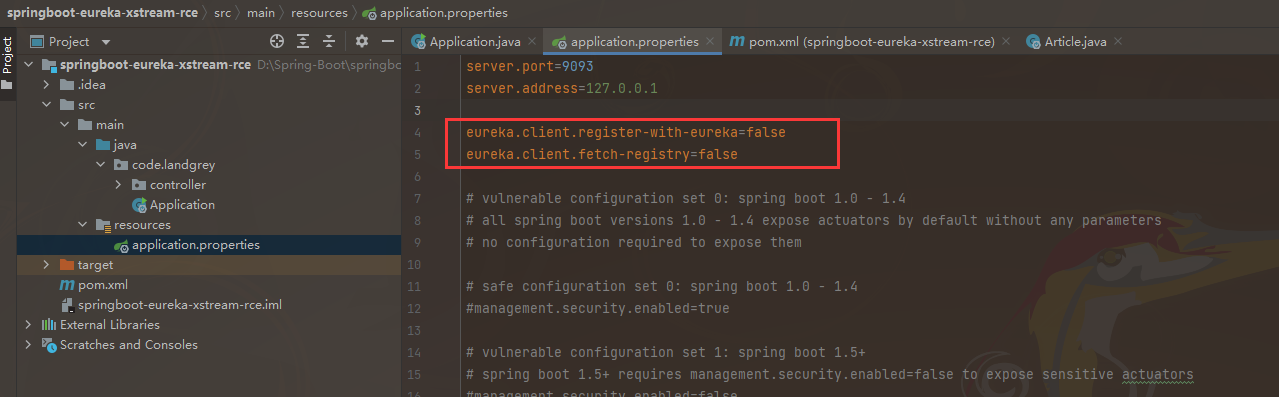 springboot-eureka-xstream-rce › src › main › resources › application.properties
Project
Project
springboot-eureka-xstream-rce D:\Spring-Boot\springbc
.idea
src
main
java
code.landgrey
controller
Application
resources
application.properties
target
pom.xml
springboot-eureka-xstream-rce.iml
External Libraries
Scratches and Consoles
Application.java × application.properties × pom.xml (springboot-eureka-xstream-rce) × Article.java ×
1 server.port=9093
2 server.address=127.0.0.1
3
4 eureka.client.register-with-eureka=false
5 eureka.client.fetch-registry=false
6
7 # vulnerable configuration set 0: spring boot 1.0 - 1.4
8 # all spring boot versions 1.0 - 1.4 expose actuators by default without any parameters
9 # no configuration required to expose them
10
11 # safe configuration set 0: spring boot 1.0 - 1.4
12 #management.security.enabled=true
13
14 # vulnerable configuration set 1: spring boot 1.5+
15 # spring boot 1.5+ requires management.security.enabled=false to expose sensitive actuators
16 #management.security.enabled=false